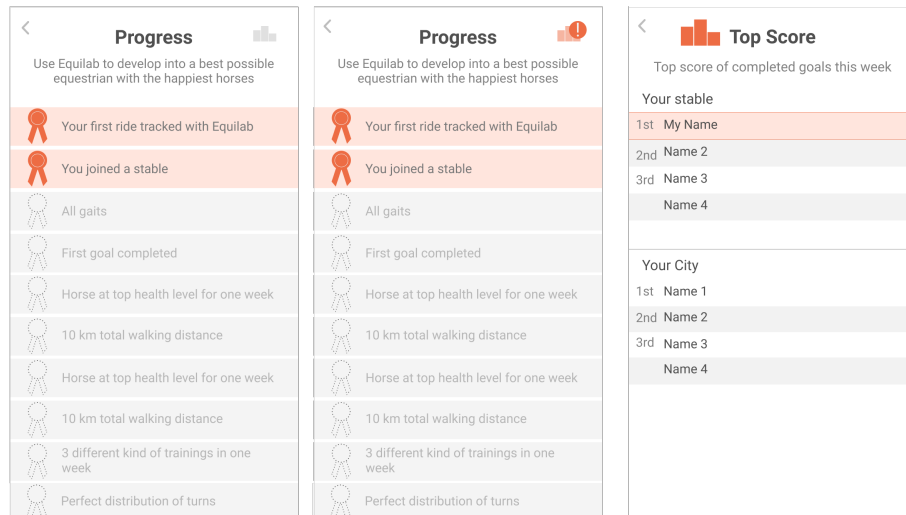 Progress
Use Equilab to develop into a best possible
equestrian with the happiest horses
Your first ride tracked with Equilab
You joined a stable
All gaits
First goal completed
Horse at top health level for one week
10 km total walking distance
Horse at top health level for one week
10 km total walking distance
3 different kind of trainings in one
week
Perfect distribution of turns
Progress
!
Use Equilab to develop into a best possible
equestrian with the happiest horses
Your first ride tracked with Equilab
You joined a stable
All gaits
First goal completed
Horse at top health level for one week
10 km total walking distance
Horse at top health level for one week
10 km total walking distance
3 different kind of trainings in one
week
Perfect distribution of turns
Top Score
Top score of completed goals this week
Your stable
1st My Name
2nd Name 2
3rd Name 3
Name 4
Your City
1st Name 1
2nd Name 2
3rd Name 3
Name 4